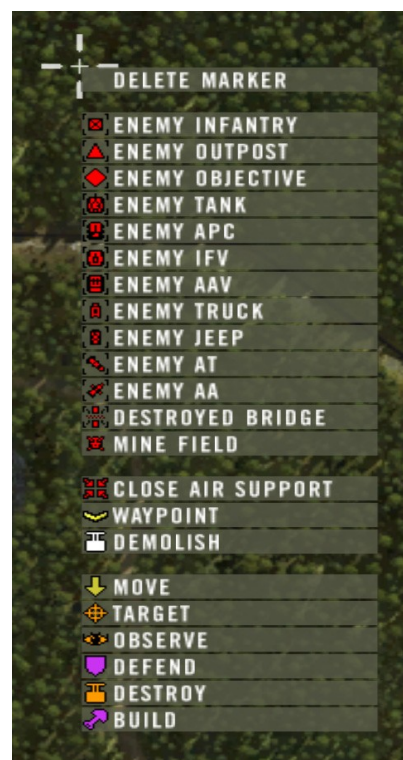 DELETE MARKER
ENEMY INFANTRY
ENEMY OUTPOST
ENEMY OBJECTIVE
ENEMY TANK
ENEMY APC
ENEMY IFV
ENEMY AAV
ENEMY TRUCK
ENEMY JEEP
ENEMY AT
ENEMY AA
DESTROYED BRIDGE
MINE FIELD
CLOSE AIR SUPPORT
WAYPOINT
DEMOLISH
MOVE
TARGET
OBSERVE
DEFEND
DESTROY
BUILD